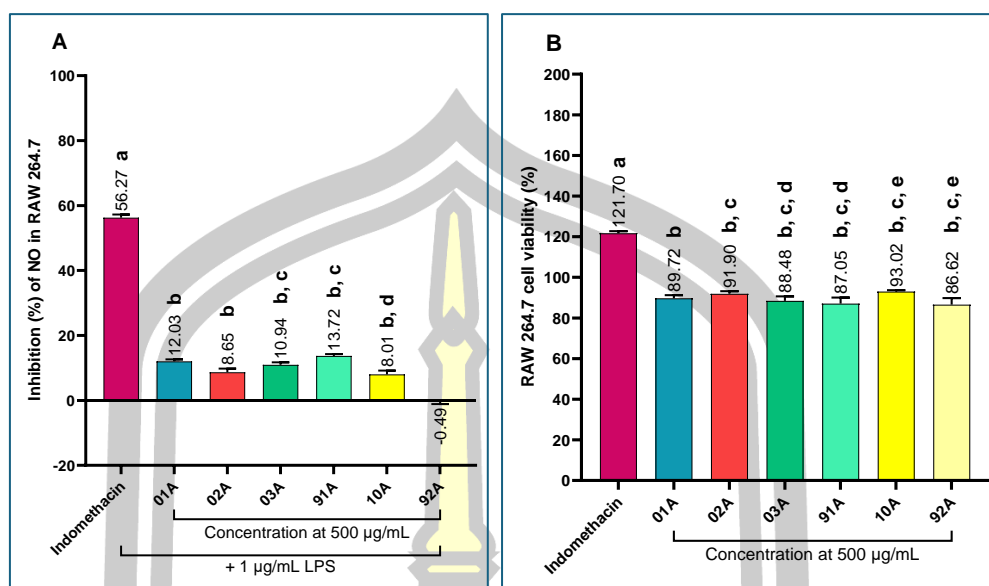 A
Inhibition (%) of NO in RAW 264.7
100
80
60
40
20
0
-20
56.27 a
12.03 b
8.65 b
10.94 b, c
13.72 b, c
8.01 b, d
-0.49
Indomethacin
01A
02A
03A
91A
10A
92A
Concentration at 500 µg/mL
+ 1 µg/mL LPS
B
RAW 264.7 cell viability (%)
200
180
160
140
120
100
80
60
40
20
0
121.70 a
89.72 b
91.90 b, c
88.48 b, c, d
87.05 b, c, d
93.02 b, c, e
86.62 b, c, e
Indomethacin
01A
02A
03A
91A
10A
92A
Concentration at 500 µg/mL